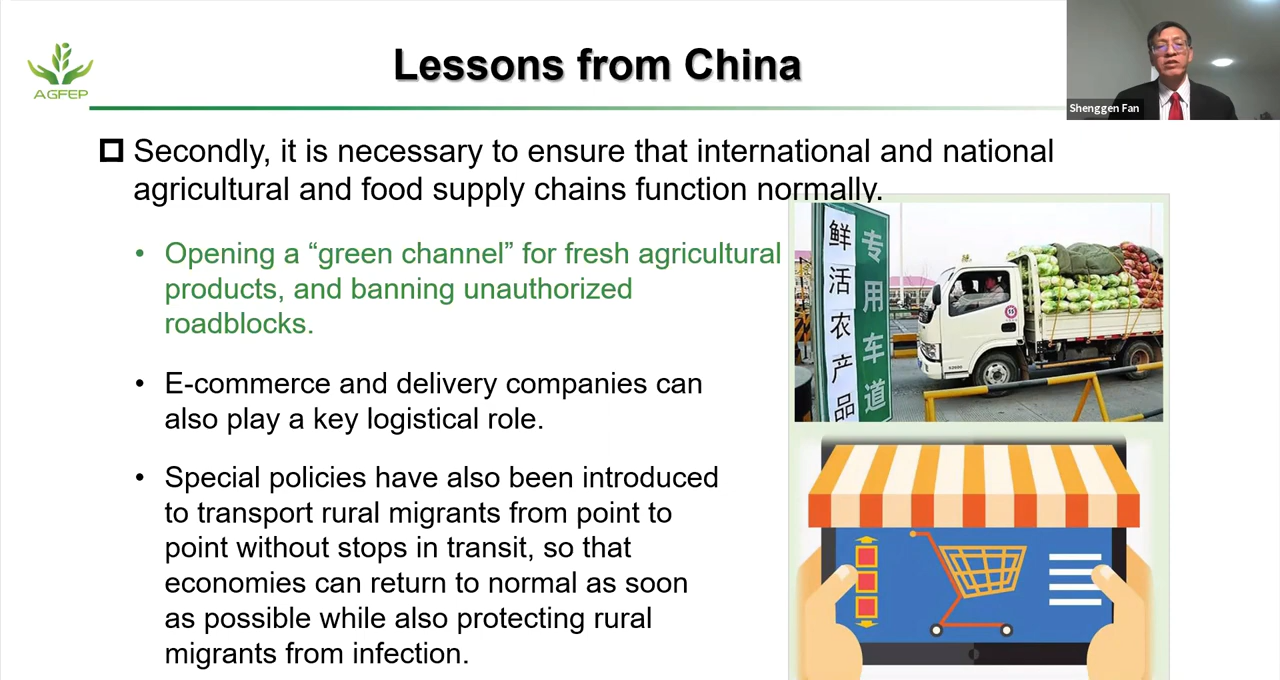 Lessons from China
AGFEP
Shenggen Fan
Secondly, it is necessary to ensure that international and national
agricultural and food supply chains function normally.
• Opening a “green channel” for fresh agricultural
products, and banning unauthorized
roadblocks.
• E-commerce and delivery companies can
also play a key logistical role.
• Special policies have also been introduced
to transport rural migrants from point to
point without stops in transit, so that
economies can return to normal as soon
as possible while also protecting rural
migrants from infection.
鲜活农产品
专用车道